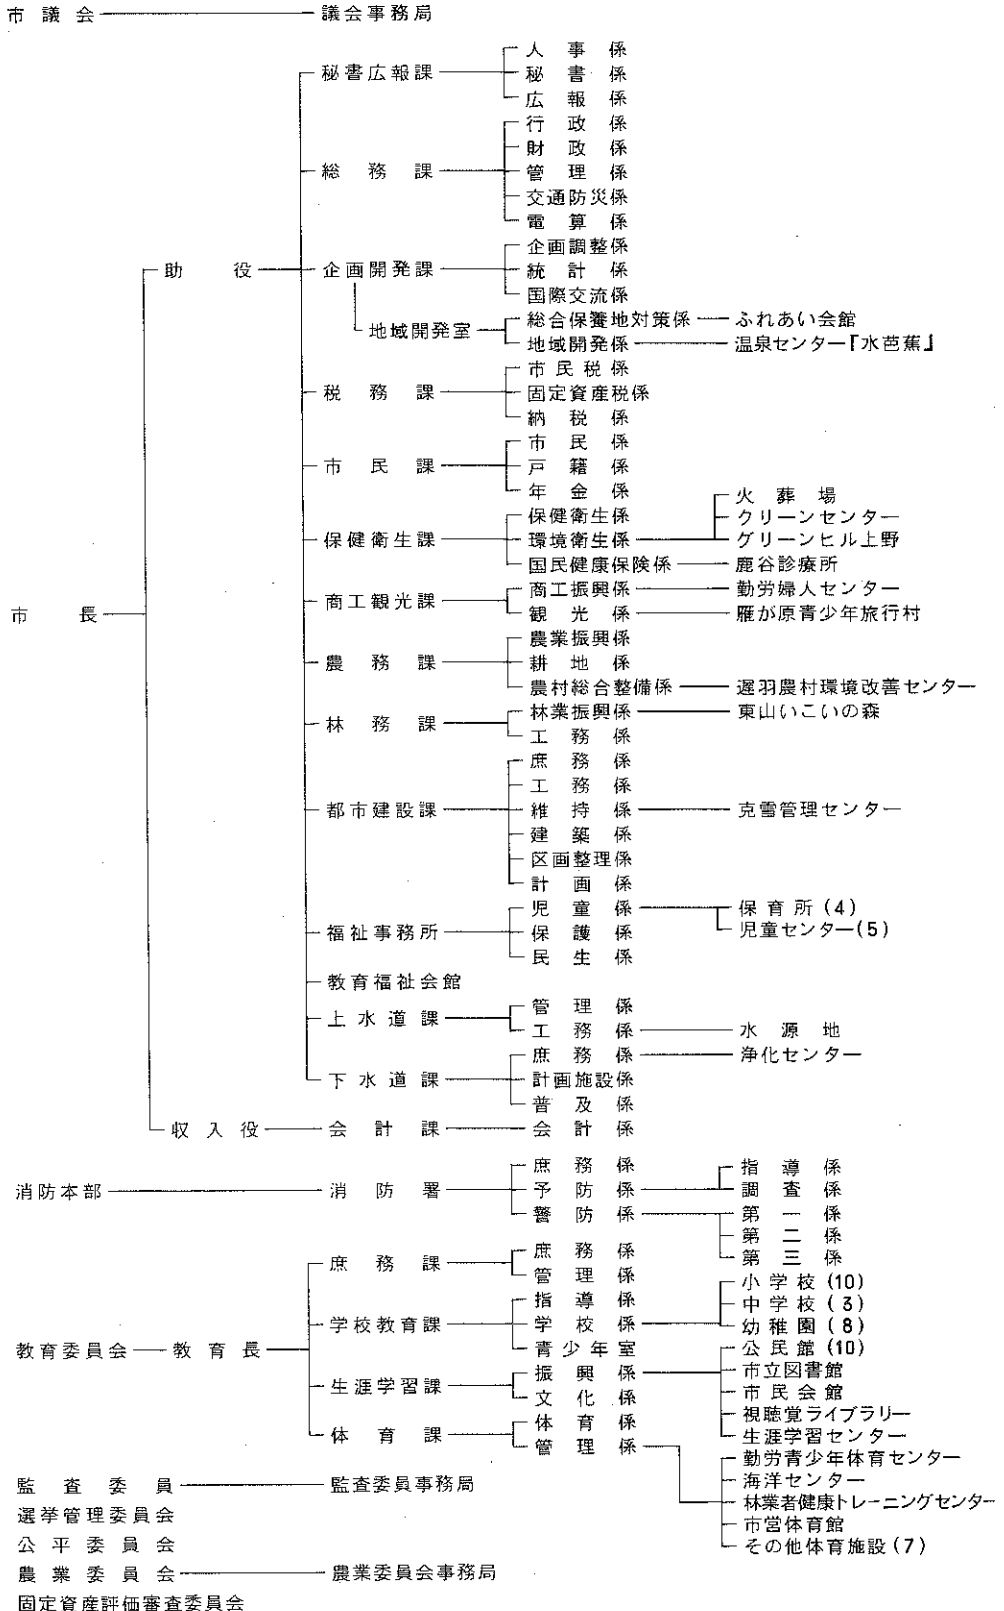 市議会 議会事務局
人事係
秘書広報課 秘書係
広報係
行政係
財政係
総務課 管理係
交通防災係
電算係
企画調整係
助役 企画開発課 統計係
国際交流係
総合保養地対策係 ふれあい会館
地域開発室
地域開発係 温泉センター『水芭蕉』
市民税係
税務課 固定資産税係
納税係
市民係
市民課 戸籍係
年金係
火葬場
保健衛生係 クリーンセンター
保健衛生課 環境衛生係 グリーンヒル上野
国民健康保険係 鹿谷診療所
商工振興係 勤労婦人センター
商工観光課
市長 観光係 雁が原青少年旅行村
農業振興係
農務課 耕地係
農村総合整備係 遅羽農村環境改善センター
林業振興係 東山いこいの森
林務課
工務係
庶務係
工務係
都市建設課 維持係 克雪管理センター
建築係
区画整理係
計画係
児童係 保育所(4)
福祉事務所 保護係 児童センター(5)
民生係
教育福祉会館
管理係
上水道課
工務係 水源地
庶務係 浄化センター
下水道課 計画施設係
普及係
収入役 会計課 会計係
庶務係 指導係
消防本部 消防署 予防係 調査係
警防係 第一係
第二係
第三係
庶務係
庶務課
管理係
小学校(10)
指導係 中学校(3)
学校教育課 学校係 幼稚園(8)
教育委員会 教育長 青少年室 公民館(10)
振興係 市立図書館
生涯学習課
文化係 市民会館
視聴覚ライブラリー
体育係 生涯学習センター
体育課
管理係 勤労青少年体育センター
海洋センター
監査委員 監査委員事務局
林業者健康トレーニングセンター
選挙管理委員会
市営体育館
公平委員会 その他体育施設(7)
農業委員会 農業委員会事務局
固定資産評価審査委員会